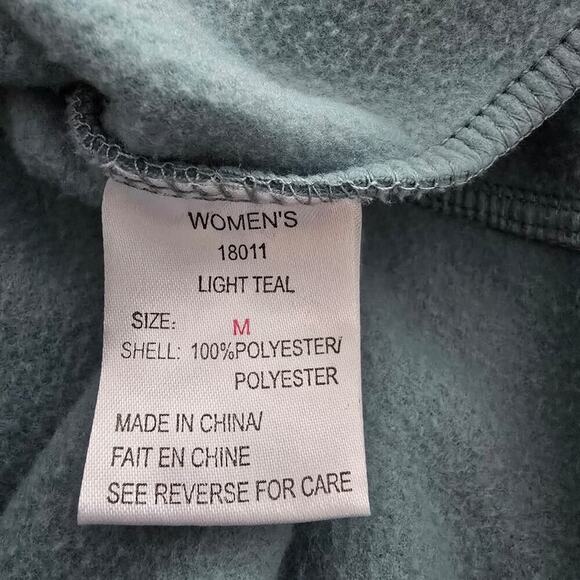 WOMEN'S
18011
LIGHT TEAL
SIZE: M
SHELL: 100%POLYESTER/
POLYESTER
MADE IN CHINA/
FAIT EN CHINE
SEE REVERSE FOR CARE